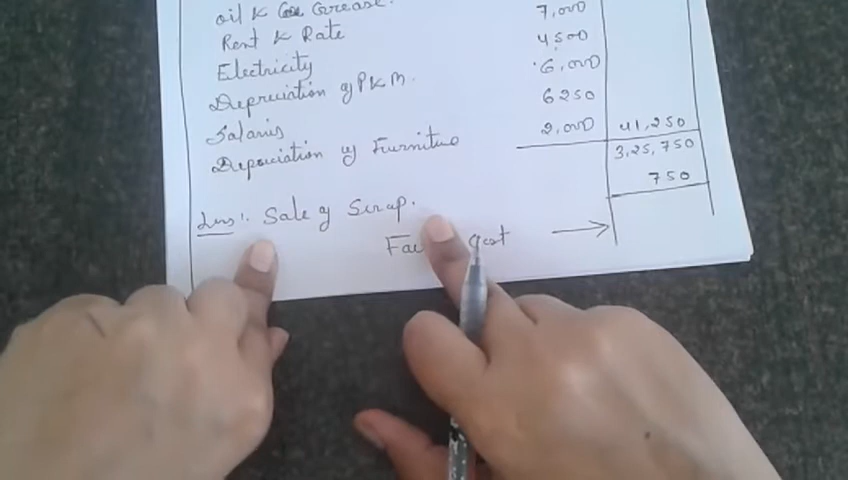 oil & Grease. 7,000
Rent & Rate 4,500
Electricity 6,000
Depreciation of P&M. 6250
Salaries 2,000 41,250
Depreciation of Furniture 3,25,750
Less:- Sale of Scrap. 750
cost